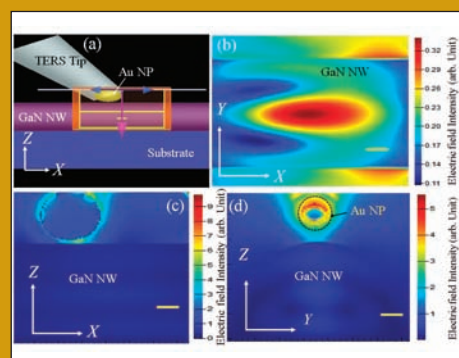 (a)
TERS Tip
Au NP
GaN NW
Z
Substrate
X
(b)
GaN NW
Y
X
0.32
0.29
0.26
0.23
0.20
0.17
0.14
0.11
Electric field Intensity (arb. Unit)
(c)
Z
GaN NW
X
9
8
7
6
5
4
3
2
1
0
Electric field Intensity (arb. Unit)
(d)
Au NP
Z
GaN NW
Y
5
4
3
2
1
Electric field Intensity (arb. Unit)